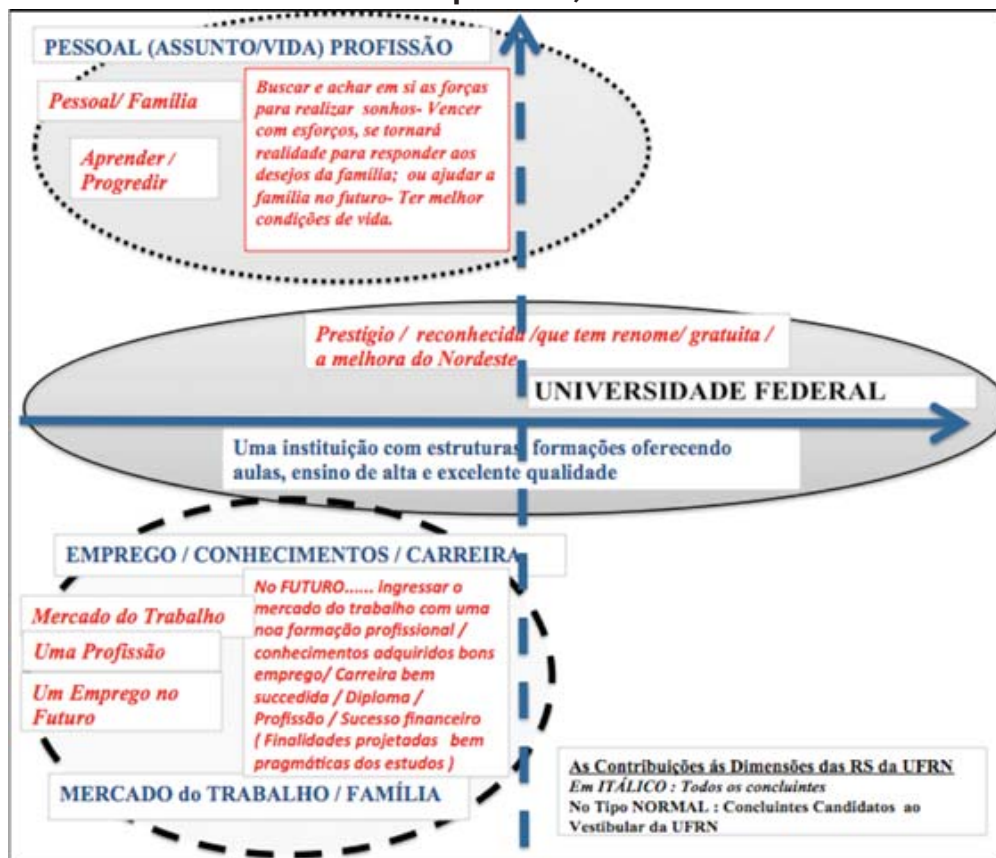 PESSOAL (ASSUNTO/VIDA) PROFISSÃO
Pessoal/ Família
Aprender /
Progredir
Buscar e achar em si as forças
para realizar sonhos- Vencer
com esforços, se tornará
realidade para responder aos
desejos da família; ou ajudar a
família no futuro- Ter melhor
condições de vida.
Prestígio / reconhecida /que tem renome/ gratuita /
a melhora do Nordeste
UNIVERSIDADE FEDERAL
Uma instituição com estruturas formações oferecendo
aulas, ensino de alta e excelente qualidade
EMPREGO / CONHECIMENTOS / CARREIRA
Mercado do Trabalho
Uma Profissão
Um Emprego no
Futuro
No FUTURO...... ingressar o
mercado do trabalho com uma
noa formação profissional /
conhecimentos adquiridos bons
emprego/ Carreira bem
succedida / Diploma /
Profissão / Sucesso financeiro
( Finalidades projetadas bem
pragmáticas dos estudos )
MERCADO do TRABALHO / FAMÍLIA
As Contribuições ás Dimensões das RS da UFRN
Em ITÁLICO : Todos os concluintes
No Tipo NORMAL : Concluintes Candidatos ao
Vestibular da UFRN